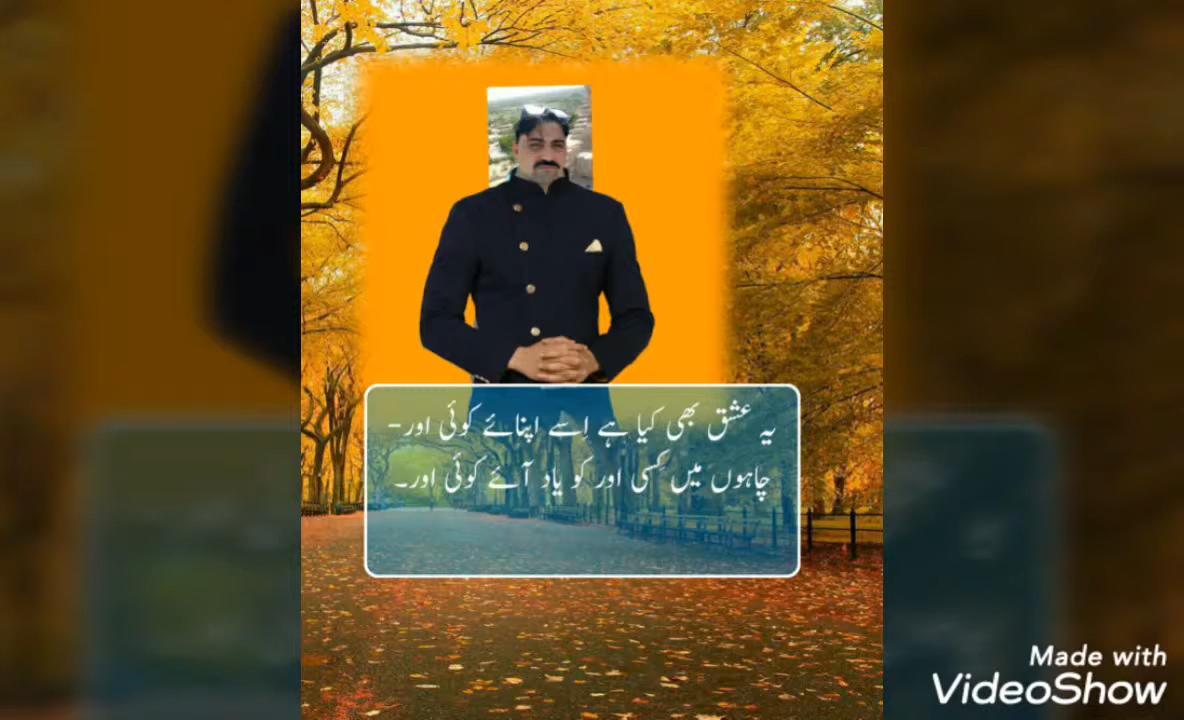 یہ عشق بھی کیا ہے اِسے اپنائے کوئی اور-
چاہوں میں کسی اور کو یاد آئے کوئی اور۔
Made with
VideoShow